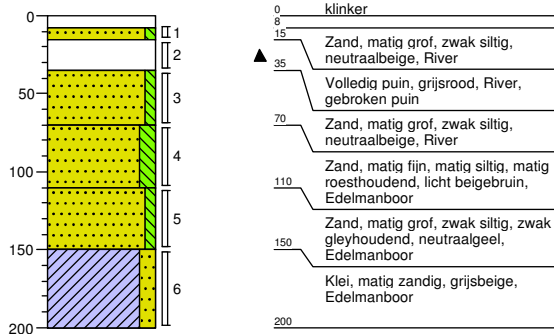 0
50
100
150
200
1
2
3
4
5
6
0
klinker
8
15
Zand, matig grof, zwak siltig,
neutraalbeige, River
35
Volledig puin, grijsrood, River,
gebroken puin
70
Zand, matig grof, zwak siltig,
neutraalbeige, River
Zand, matig fijn, matig siltig, matig
roesthoudend, licht beigebruin,
Edelmanboor
110
Zand, matig grof, zwak siltig, zwak
gleyhoudend, neutraalgeel,
Edelmanboor
150
Klei, matig zandig, grijsbeige,
Edelmanboor
200